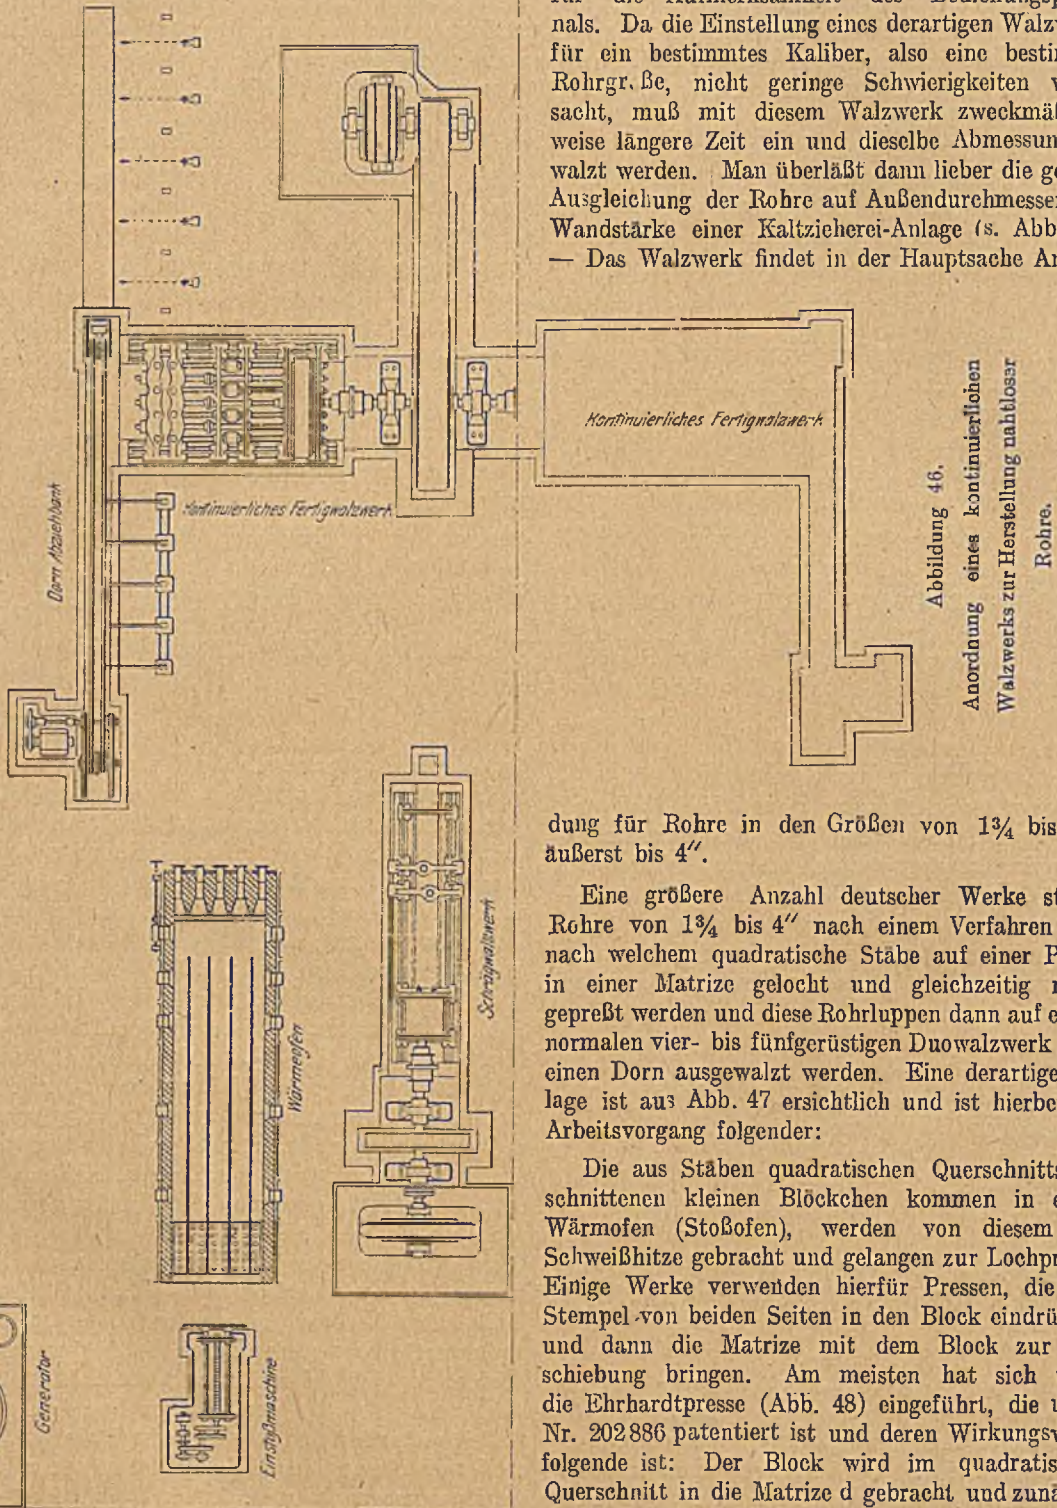 nals. Da die Einstellung eines derartigen Walz
für ein bestimmtes Kaliber, also eine besti
Rohrgr.ße, nicht geringe Schwierigkeiten v
sacht, muß mit diesem Walzwerk zweckmä
weise längere Zeit ein und dieselbe Abmessun
walzt werden. Man überläßt dann lieber die ge
Ausgleichung der Rohre auf Außendurchmesse
Wandstärke einer Kaltzieherei-Anlage (s. Abb
— Das Walzwerk findet in der Hauptsache An
Kontinuierliches Fertigwalzwerk
Kontinuierliches Fertigwalzwerk
Dorn Abziehbank
Abbildung 46.
Anordnung eines kontinuierlichen
Walzwerks zur Herstellung nahtloser
Rohre.
Schrägwalzwerk
Wärmeofen
Generator
Einstoßmaschine
dung für Rohre in den Größen von 1¾ bis
äußerst bis 4″.
Eine größere Anzahl deutscher Werke st
Rohre von 1¾ bis 4″ nach einem Verfahren
nach welchem quadratische Stäbe auf einer P
in einer Matrize gelocht und gleichzeitig r
gepreßt werden und diese Rohrluppen dann auf e
normalen vier- bis fünfgerüstigen Duowalzwerk
einen Dorn ausgewalzt werden. Eine derartige
lage ist aus Abb. 47 ersichtlich und ist hierbe
Arbeitsvorgang folgender:
Die aus Stäben quadratischen Querschnitts
schnittenen kleinen Blöckchen kommen in e
Wärmofen (Stoßofen), werden von diesem
Schweißhitze gebracht und gelangen zur Lochpr
Einige Werke verwenden hierfür Pressen, die
Stempel von beiden Seiten in den Block eindrü
und dann die Matrize mit dem Block zur
schiebung bringen. Am meisten hat sich
die Ehrhardtpresse (Abb. 48) eingeführt, die u
Nr. 202 886 patentiert ist und deren Wirkungsv
folgende ist: Der Block wird im quadratis
Querschnitt in die Matrize d gebracht und zunä